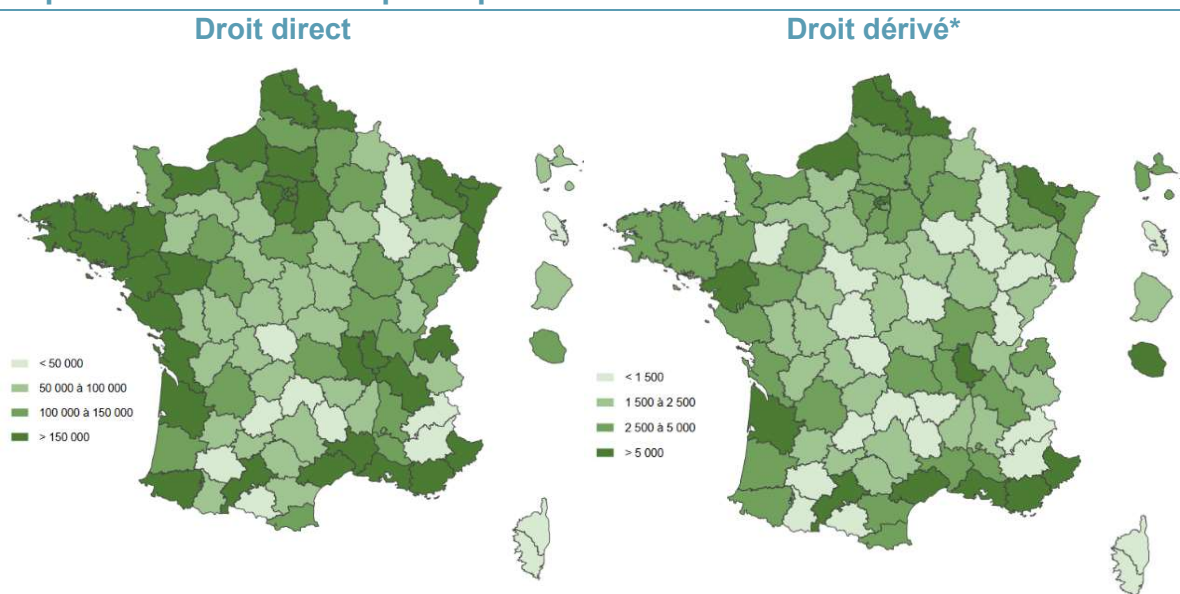 Droit direct
Droit dérivé*
< 50 000
50 000 à 100 000
100 000 à 150 000
> 150 000
< 1 500
1 500 à 2 500
2 500 à 5 000
> 5 000